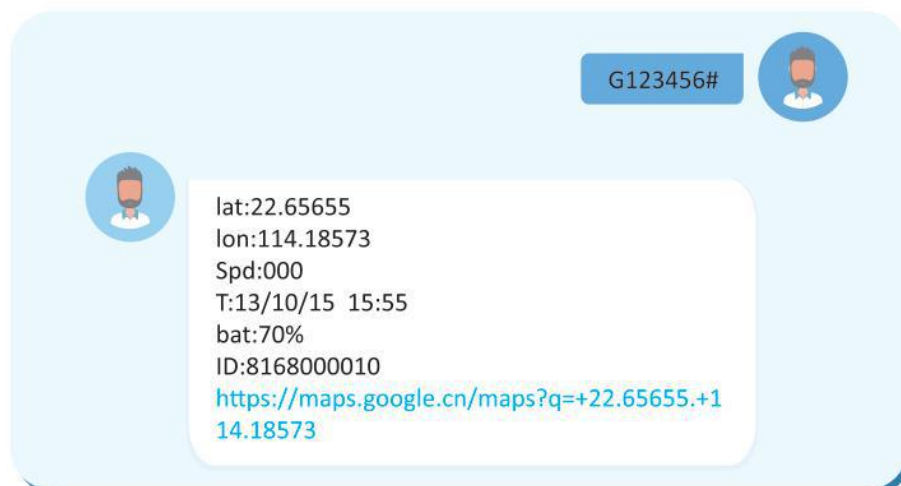 G123456#
lat:22.65655
lon:114.18573
Spd:000
T:13/10/15 15:55
bat:70%
ID:8168000010
https://maps.google.cn/maps?q=+22.65655.+1
14.18573